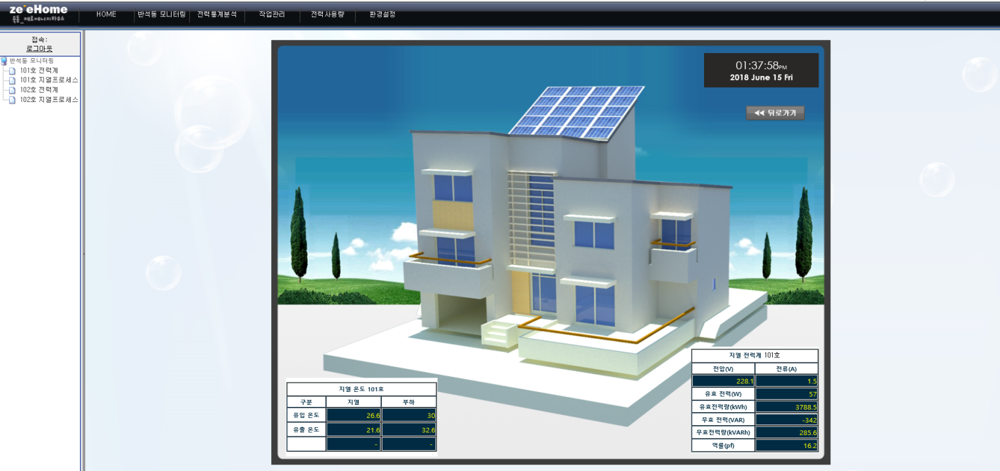 ze eHome
HOME 반석동 모니터링 전력통계분석 작업관리 전력사용량 환경설정
접속:
로그아웃
반석동 모니터링
101호 전력계
101호 지열프로세스
102호 전력계
102호 지열프로세스
01:37:58PM
2018 June 15 Fri
◀◀ 뒤로가기
지열 온도 101호
구분 지열 부하
유입 온도 26.6 30
유출 온도 21.6 32.6
- -
지열 전력계 101호
전압(V) 전류(A)
228.1 1.5
유효 전력(W) 57
유효전력량(kWh) 3788.5
무효 전력(VAR) -342
무효전력량(kVARh) 285.6
역률(pf) 16.2